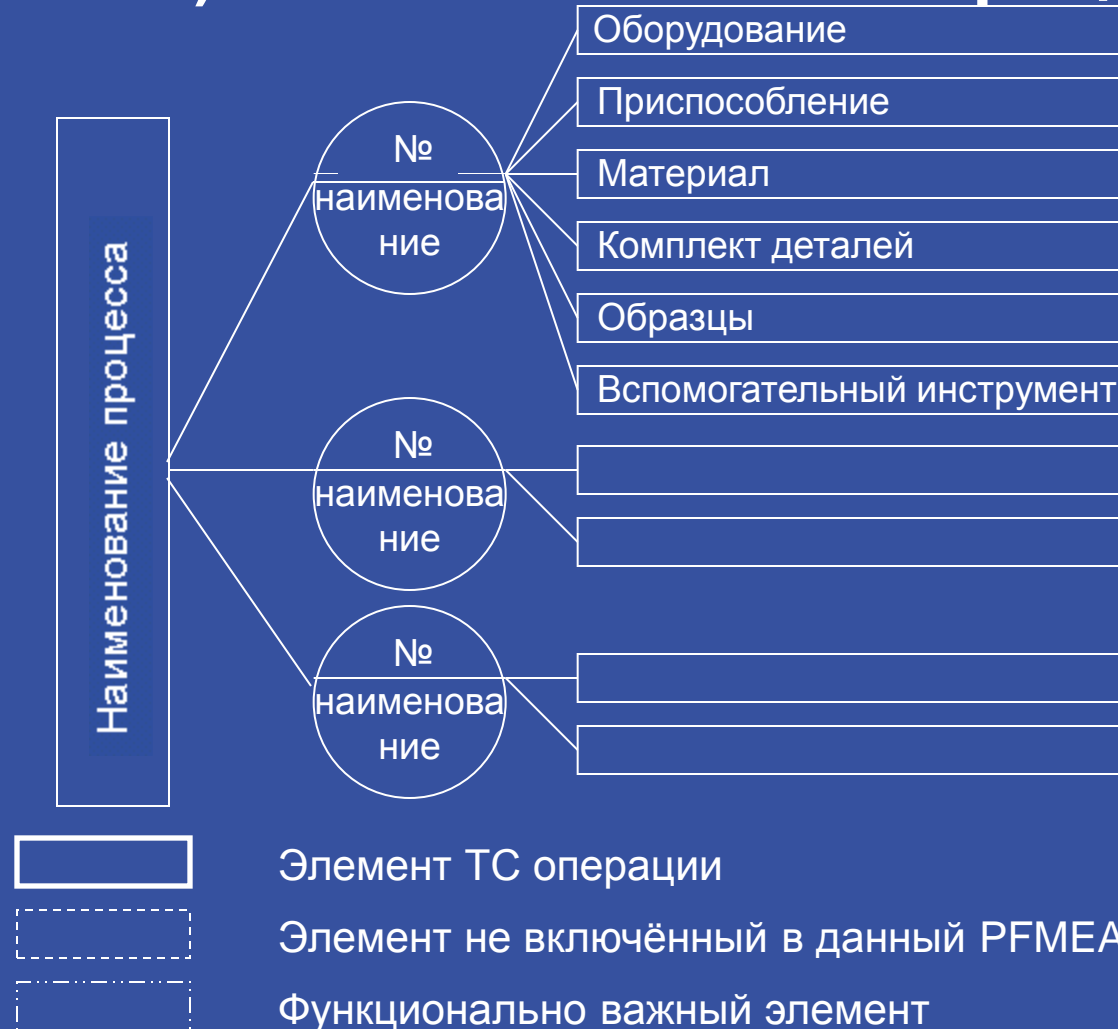 Оборудование
Приспособление
Материал
Комплект деталей
Образцы
Вспомогательный инструмент
Наименование процесса
№
наименова
ние
№
наименова
ние
№
наименова
ние
Элемент ТС операции
Элемент не включённый в данный PFMEA
Функционально важный элемент